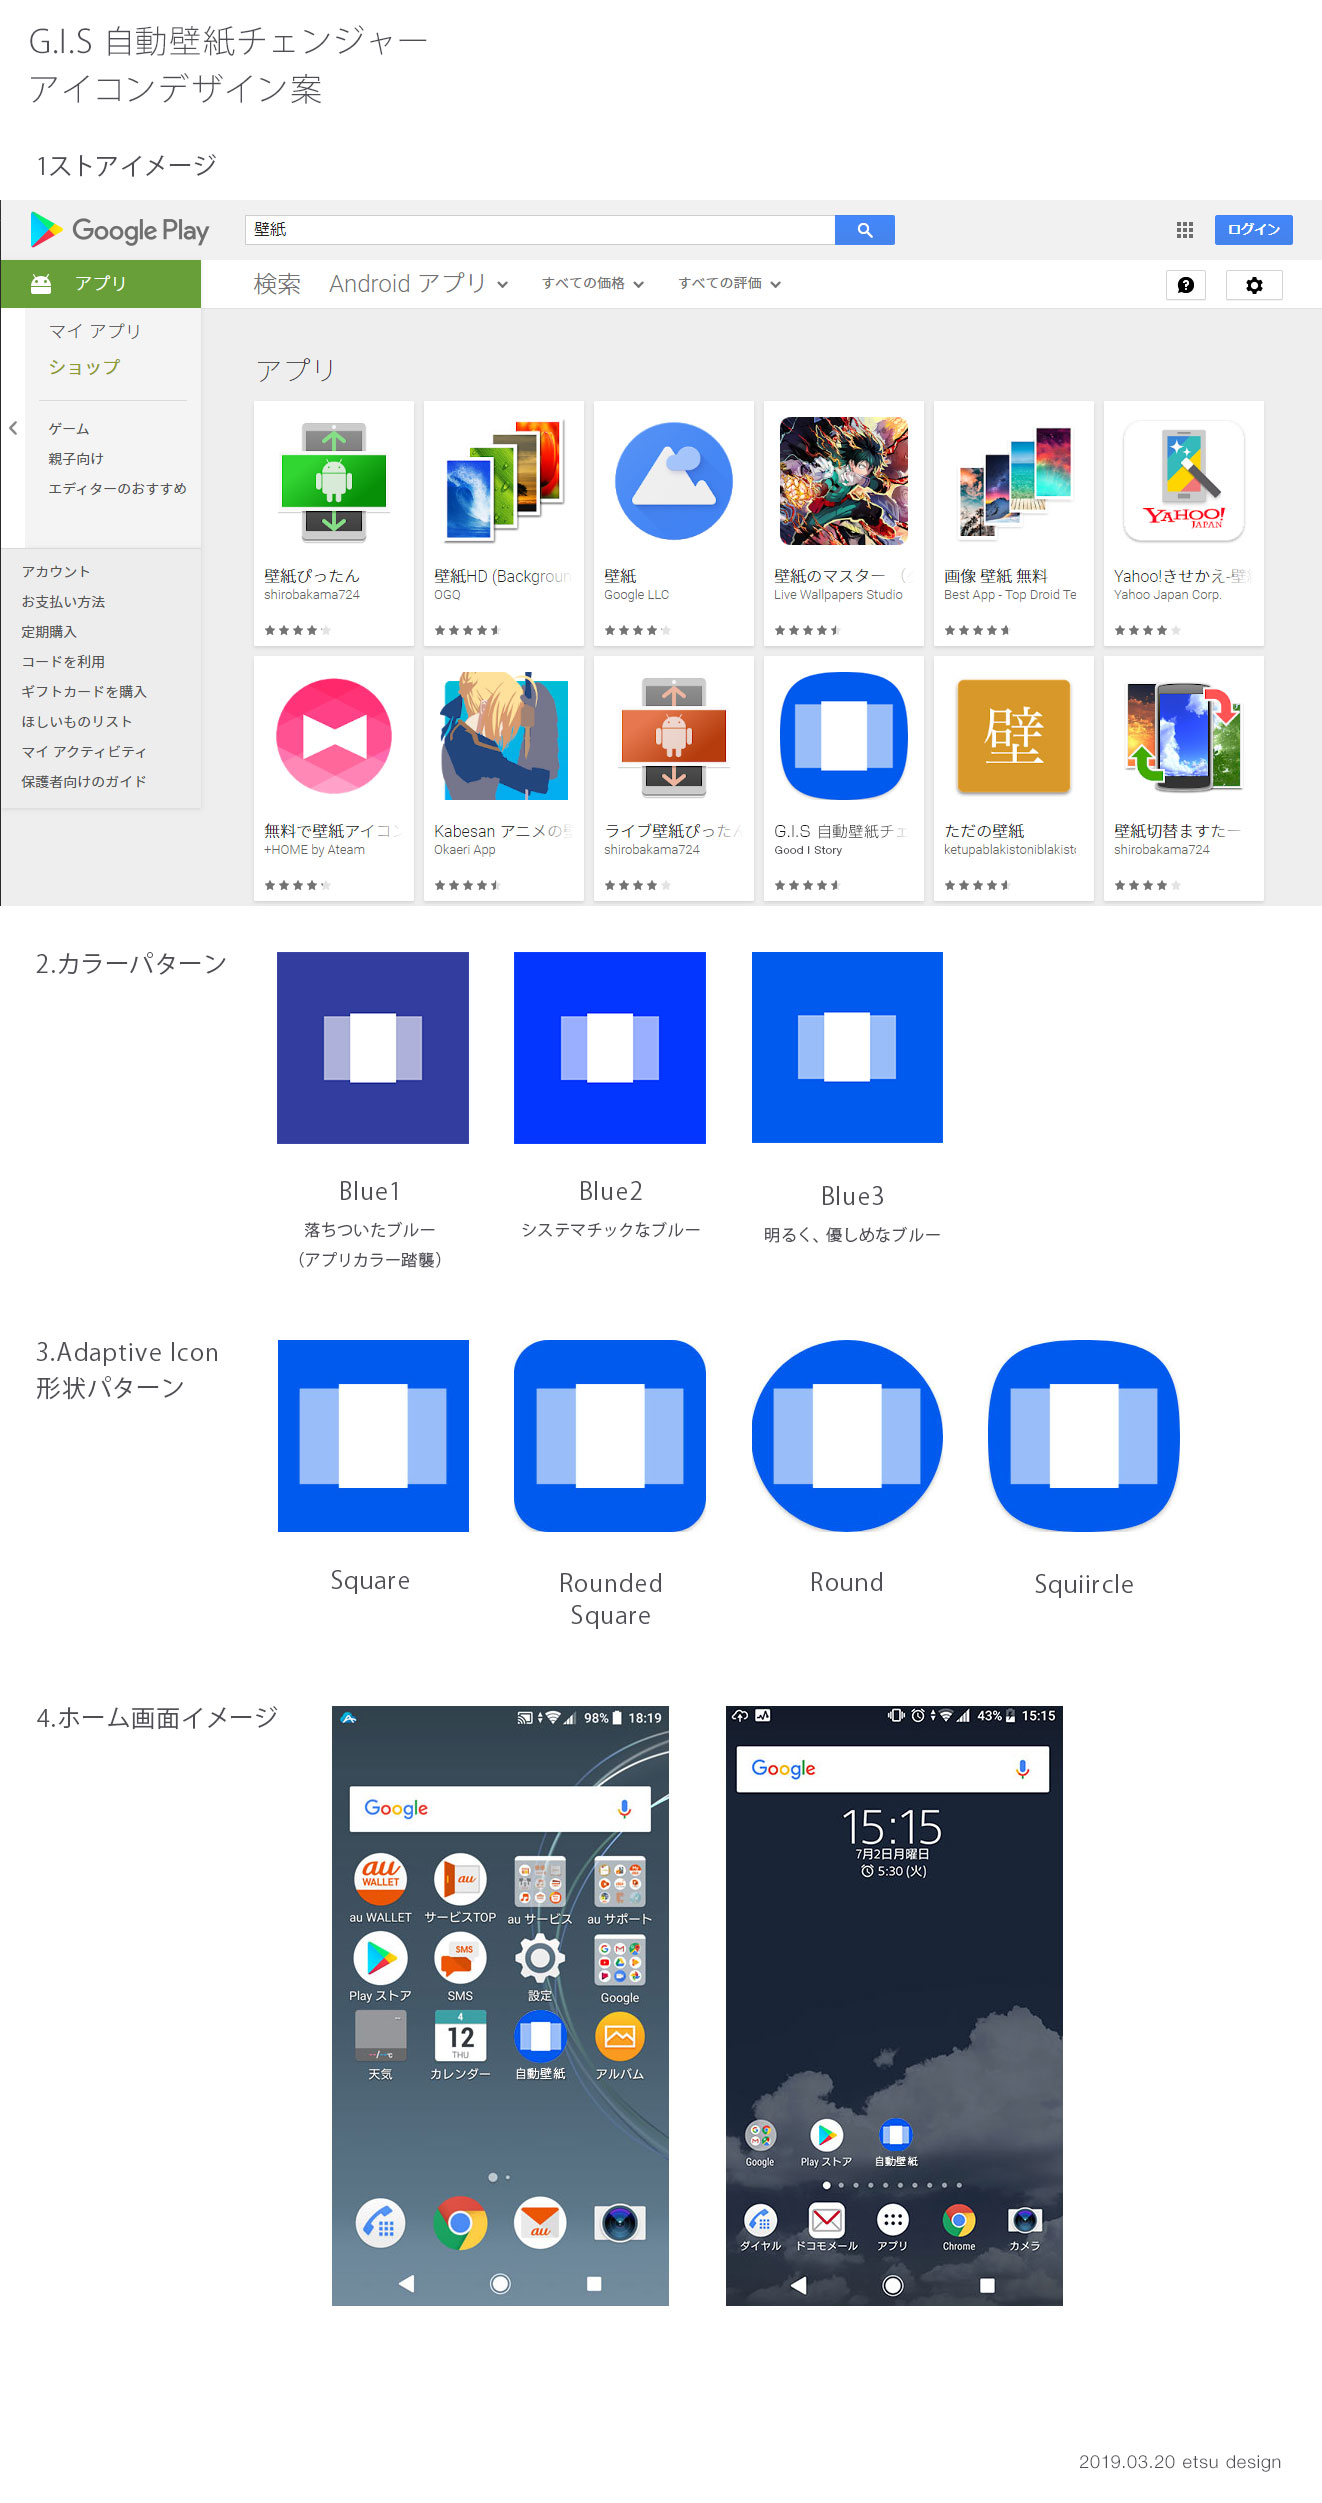 G.I.S 自動壁紙チェンジャー
アイコンデザイン案
1ストアイメージ
Google Play
壁紙
ログイン
アプリ
検索 Android アプリ すべての価格 すべての評価
マイ アプリ
ショップ
ゲーム
親子向け
エディターのおすすめ
アカウント
お支払い方法
定期購入
コードを利用
ギフトカードを購入
ほしいものリスト
マイ アクティビティ
保護者向けのガイド
アプリ
YAHOO!
JAPAN
壁紙ぴったん
shirobakama724
壁紙HD (Backgroun
OGQ
壁紙
Google LLC
壁紙のマスター
Live Wallpapers Studio
画像 壁紙 無料
Best App - Top Droid Te
Yahoo!きせかえ-壁
Yahoo Japan Corp.
壁
無料で壁紙アイコン
+HOME by Ateam
Kabesan アニメの壁
Okaeri App
ライブ壁紙ぴったん
shirobakama724
G.I.S 自動壁紙チェ
Good I Story
ただの壁紙
ketupablakistoniblakisto
壁紙切替ますたー
shirobakama724
2.カラーパターン
Blue1
落ちついたブルー
（アプリカラー踏襲）
Blue2
システマチックなブルー
Blue3
明るく、優しめなブルー
3.Adaptive Icon
形状パターン
Square
Rounded
Square
Round
Squiircle
4.ホーム画面イメージ
98% 18:19
Google
au
WALLET
au
au WALLET サービスTOP au サービス au サポート
SMS
Play ストア SMS 設定 Google
4
12
THU
天気 カレンダー 自動壁紙 アルバム
au
43% 15:15
Google
15:15
7月2日月曜日
5:30 (火)
Google Play ストア 自動壁紙
ダイヤル ドコモメール アプリ Chrome カメラ
2019.03.20 etsu design